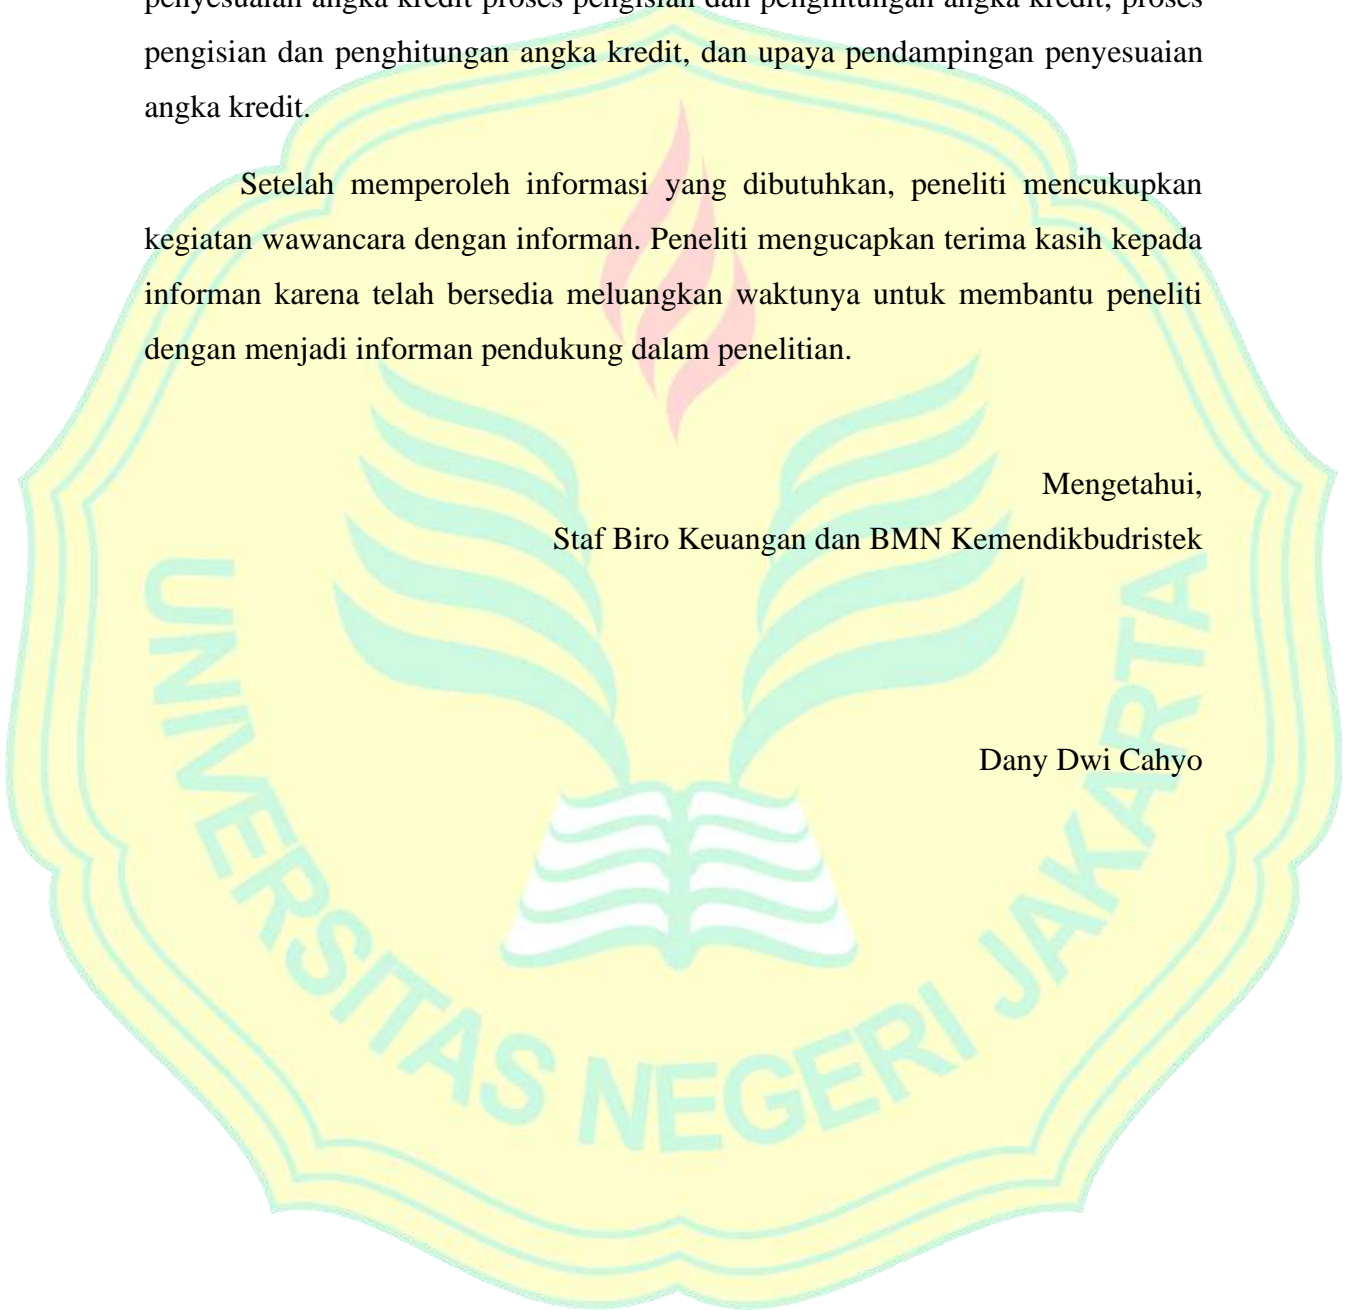 penyesuaian angka kredit proses pengisian dan penghitungan angka kredit, proses
pengisian dan penghitungan angka kredit, dan upaya pendampingan penyesuaian
angka kredit.
Setelah memperoleh informasi yang dibutuhkan, peneliti mencukupkan
kegiatan wawancara dengan informan. Peneliti mengucapkan terima kasih kepada
informan karena telah bersedia meluangkan waktunya untuk membantu peneliti
dengan menjadi informan pendukung dalam penelitian.
Mengetahui,
Staf Biro Keuangan dan BMN Kemendikbudristek
Dany Dwi Cahyo
UNIVERSITAS NEGERI JAKARTA